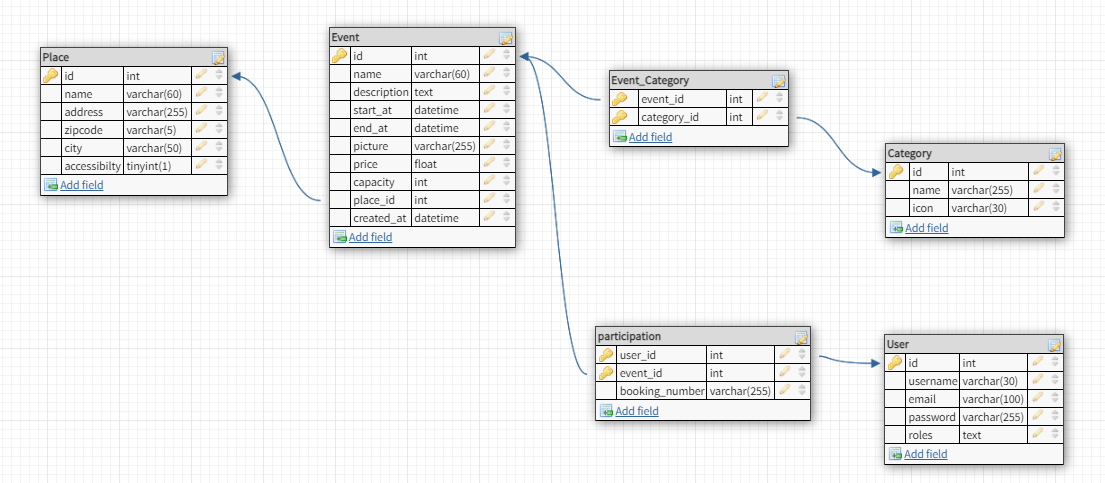 Place
id int
name varchar(60)
address varchar(255)
zipcode varchar(5)
city varchar(50)
accessibilty tinyint(1)
Add field
Event
id int
name varchar(60)
description text
start_at datetime
end_at datetime
picture varchar(255)
price float
capacity int
place_id int
created_at datetime
Add field
Event_Category
event_id int
category_id int
Add field
Category
id int
name varchar(255)
icon varchar(30)
Add field
participation
user_id int
event_id int
booking_number varchar(255)
Add field
User
id int
username varchar(30)
email varchar(100)
password varchar(255)
roles text
Add field